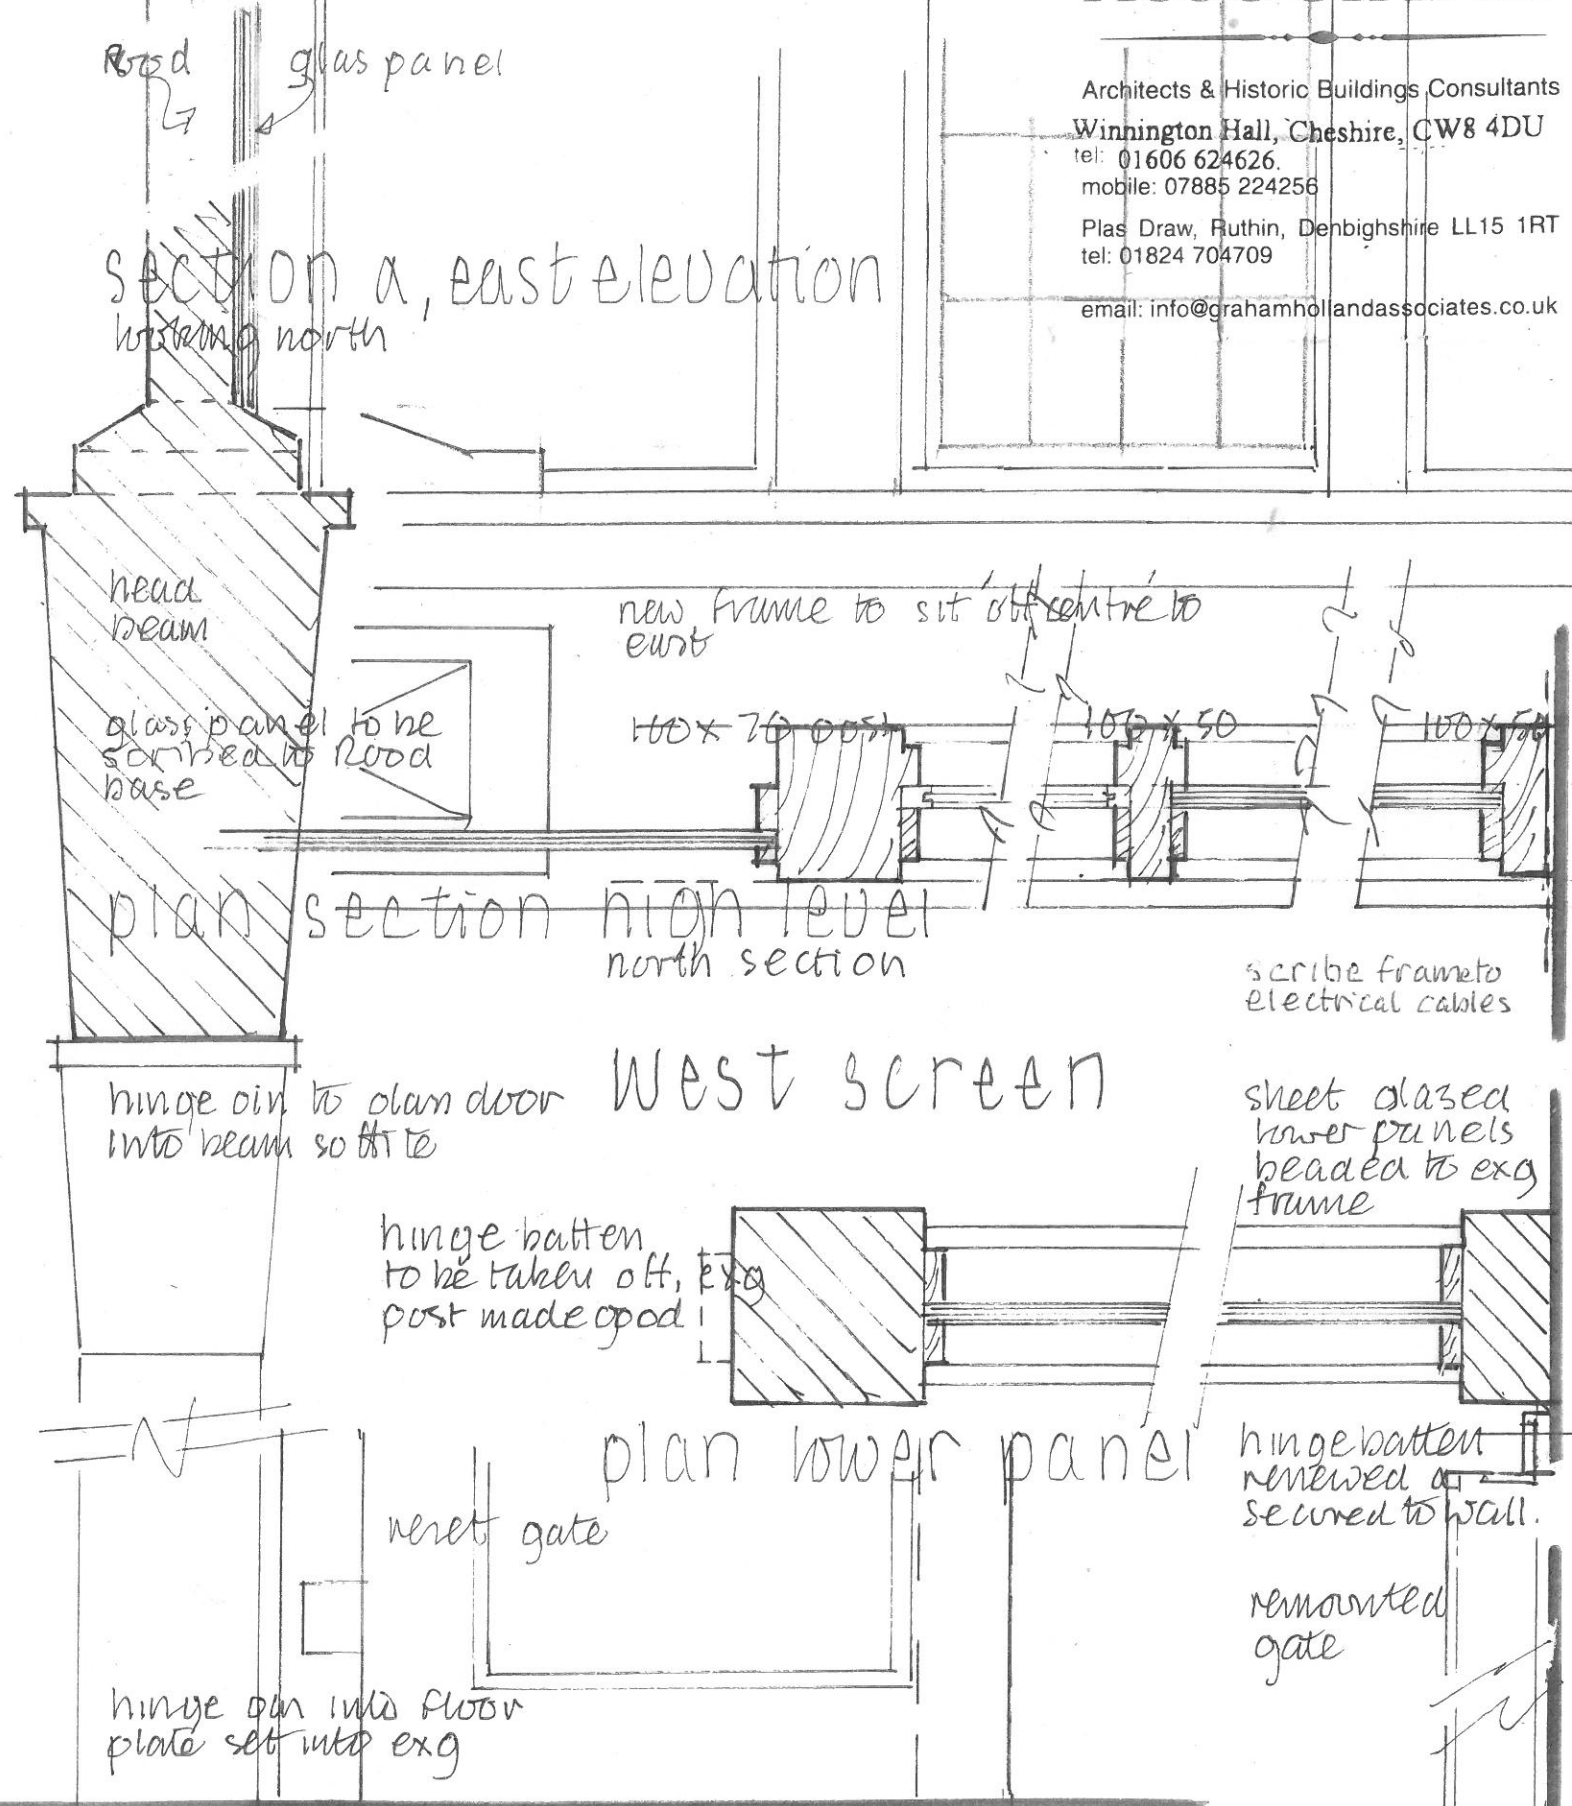 Rood
glas panel
Architects & Historic Buildings Consultants
Winnington Hall, Cheshire, CW8 4DU
tel: 01606 624626.
mobile: 07885 224256
Plas Draw, Ruthin, Denbighshire LL15 1RT
tel: 01824 704709
email: info@grahamhollandassociates.co.uk
section a, east elevation
looking north
head
beam
new frame to sit 'off centre' to
east
glass panel to be
scribed to Rood
base
100 x 70 post
100 x 50
100 x 50
plan section high level
north section
scribe frame to
electrical cables
west screen
hinge pin to glass door
into beam soffite
sheet glazed
lower panels
beaded to exg
frame
hinge batten
to be taken off, exg
post made good
plan lower panel
hinge batten
renewed &
secured to wall.
reset gate
remounted
gate
hinge pin into floor
plate set into exg